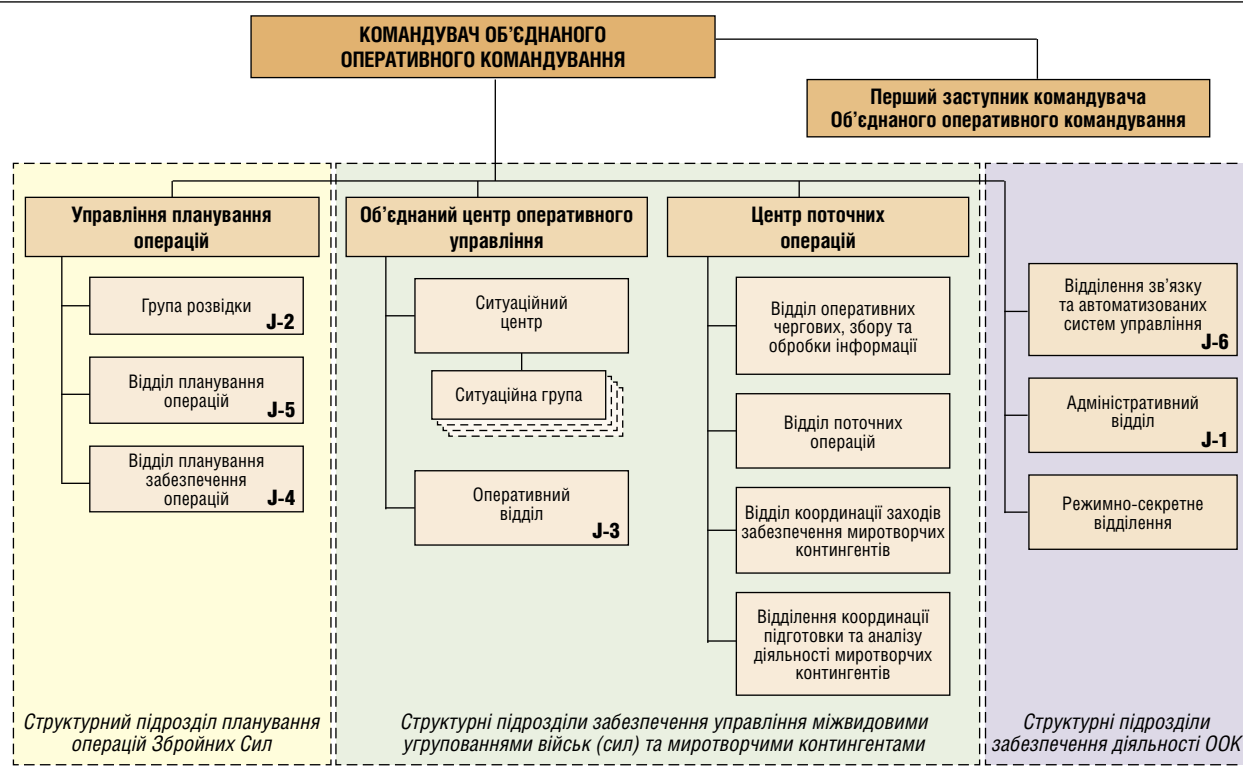 КОМАНДУВАЧ ОБ’ЄДНАНОГО
ОПЕРАТИВНОГО КОМАНДУВАННЯ
Перший заступник командувача
Об’єднаного оперативного командування
Управління планування
операцій
Група розвідки
J-2
Відділ планування
операцій
J-5
Відділ планування
забезпечення
операцій
J-4
Структурний підрозділ планування
операцій Збройних Сил
Об’єднаний центр оперативного
управління
Ситуаційний
центр
Ситуаційна група
Оперативний
відділ
J-3
Центр поточних
операцій
Відділ оперативних
чергових, збору та
обробки інформації
Відділ поточних
операцій
Відділ координації заходів
забезпечення миротворчих
контингентів
Відділення координації
підготовки та аналізу
діяльності миротворчих
контингентів
Структурні підрозділи забезпечення управління міжвидовими
угрупованнями військ (сил) та миротворчими контингентами
Відділення зв’язку
та автоматизованих
систем управління
J-6
Адміністративний
відділ
J-1
Режимно-секретне
відділення
Структурні підрозділи
забезпечення діяльності ООК